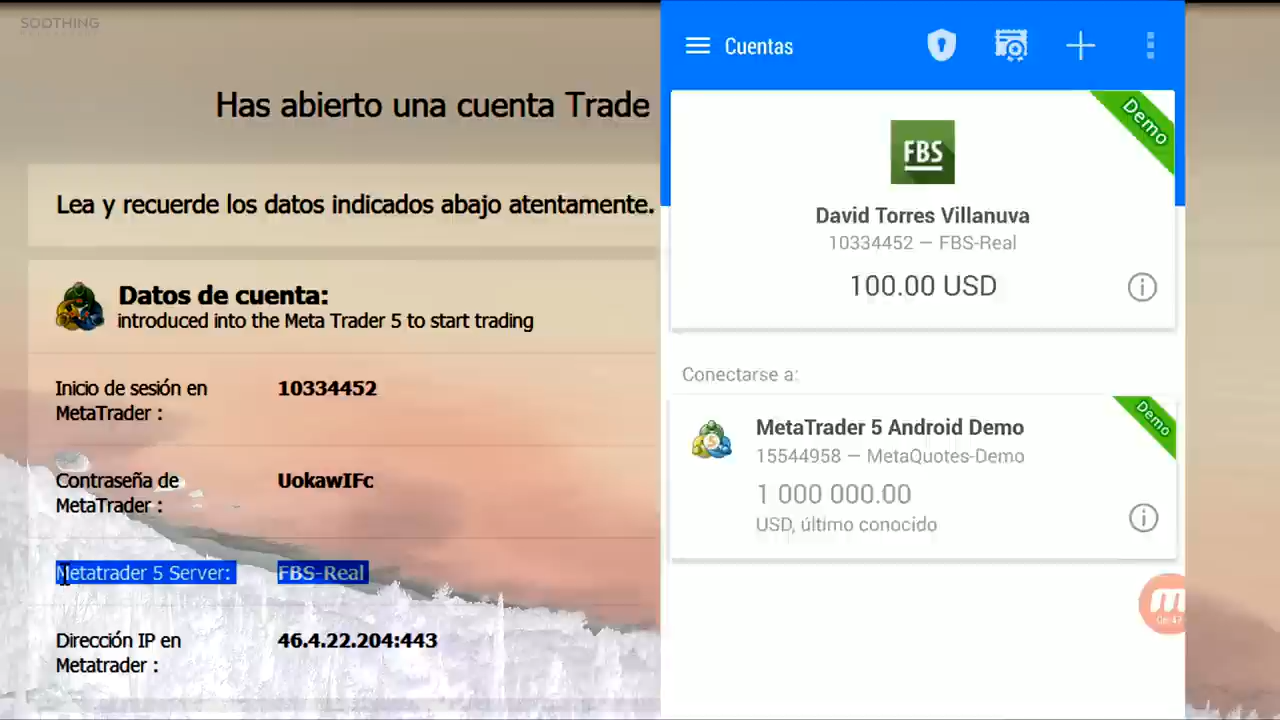 SOOTHING
Has abierto una cuenta Trade
Lea y recuerde los datos indicados abajo atentamente.
Datos de cuenta:
introduced into the Meta Trader 5 to start trading
Inicio de sesión en
MetaTrader :
10334452
Contraseña de
MetaTrader :
UokawIFc
Metatrader 5 Server:
FBS-Real
Dirección IP en
Metatrader :
46.4.22.204:443
Cuentas
Demo
FBS
David Torres Villanuva
10334452 — FBS-Real
100.00 USD
Conectarse a:
Demo
MetaTrader 5 Android Demo
15544958 — MetaQuotes-Demo
1 000 000.00
USD, último conocido